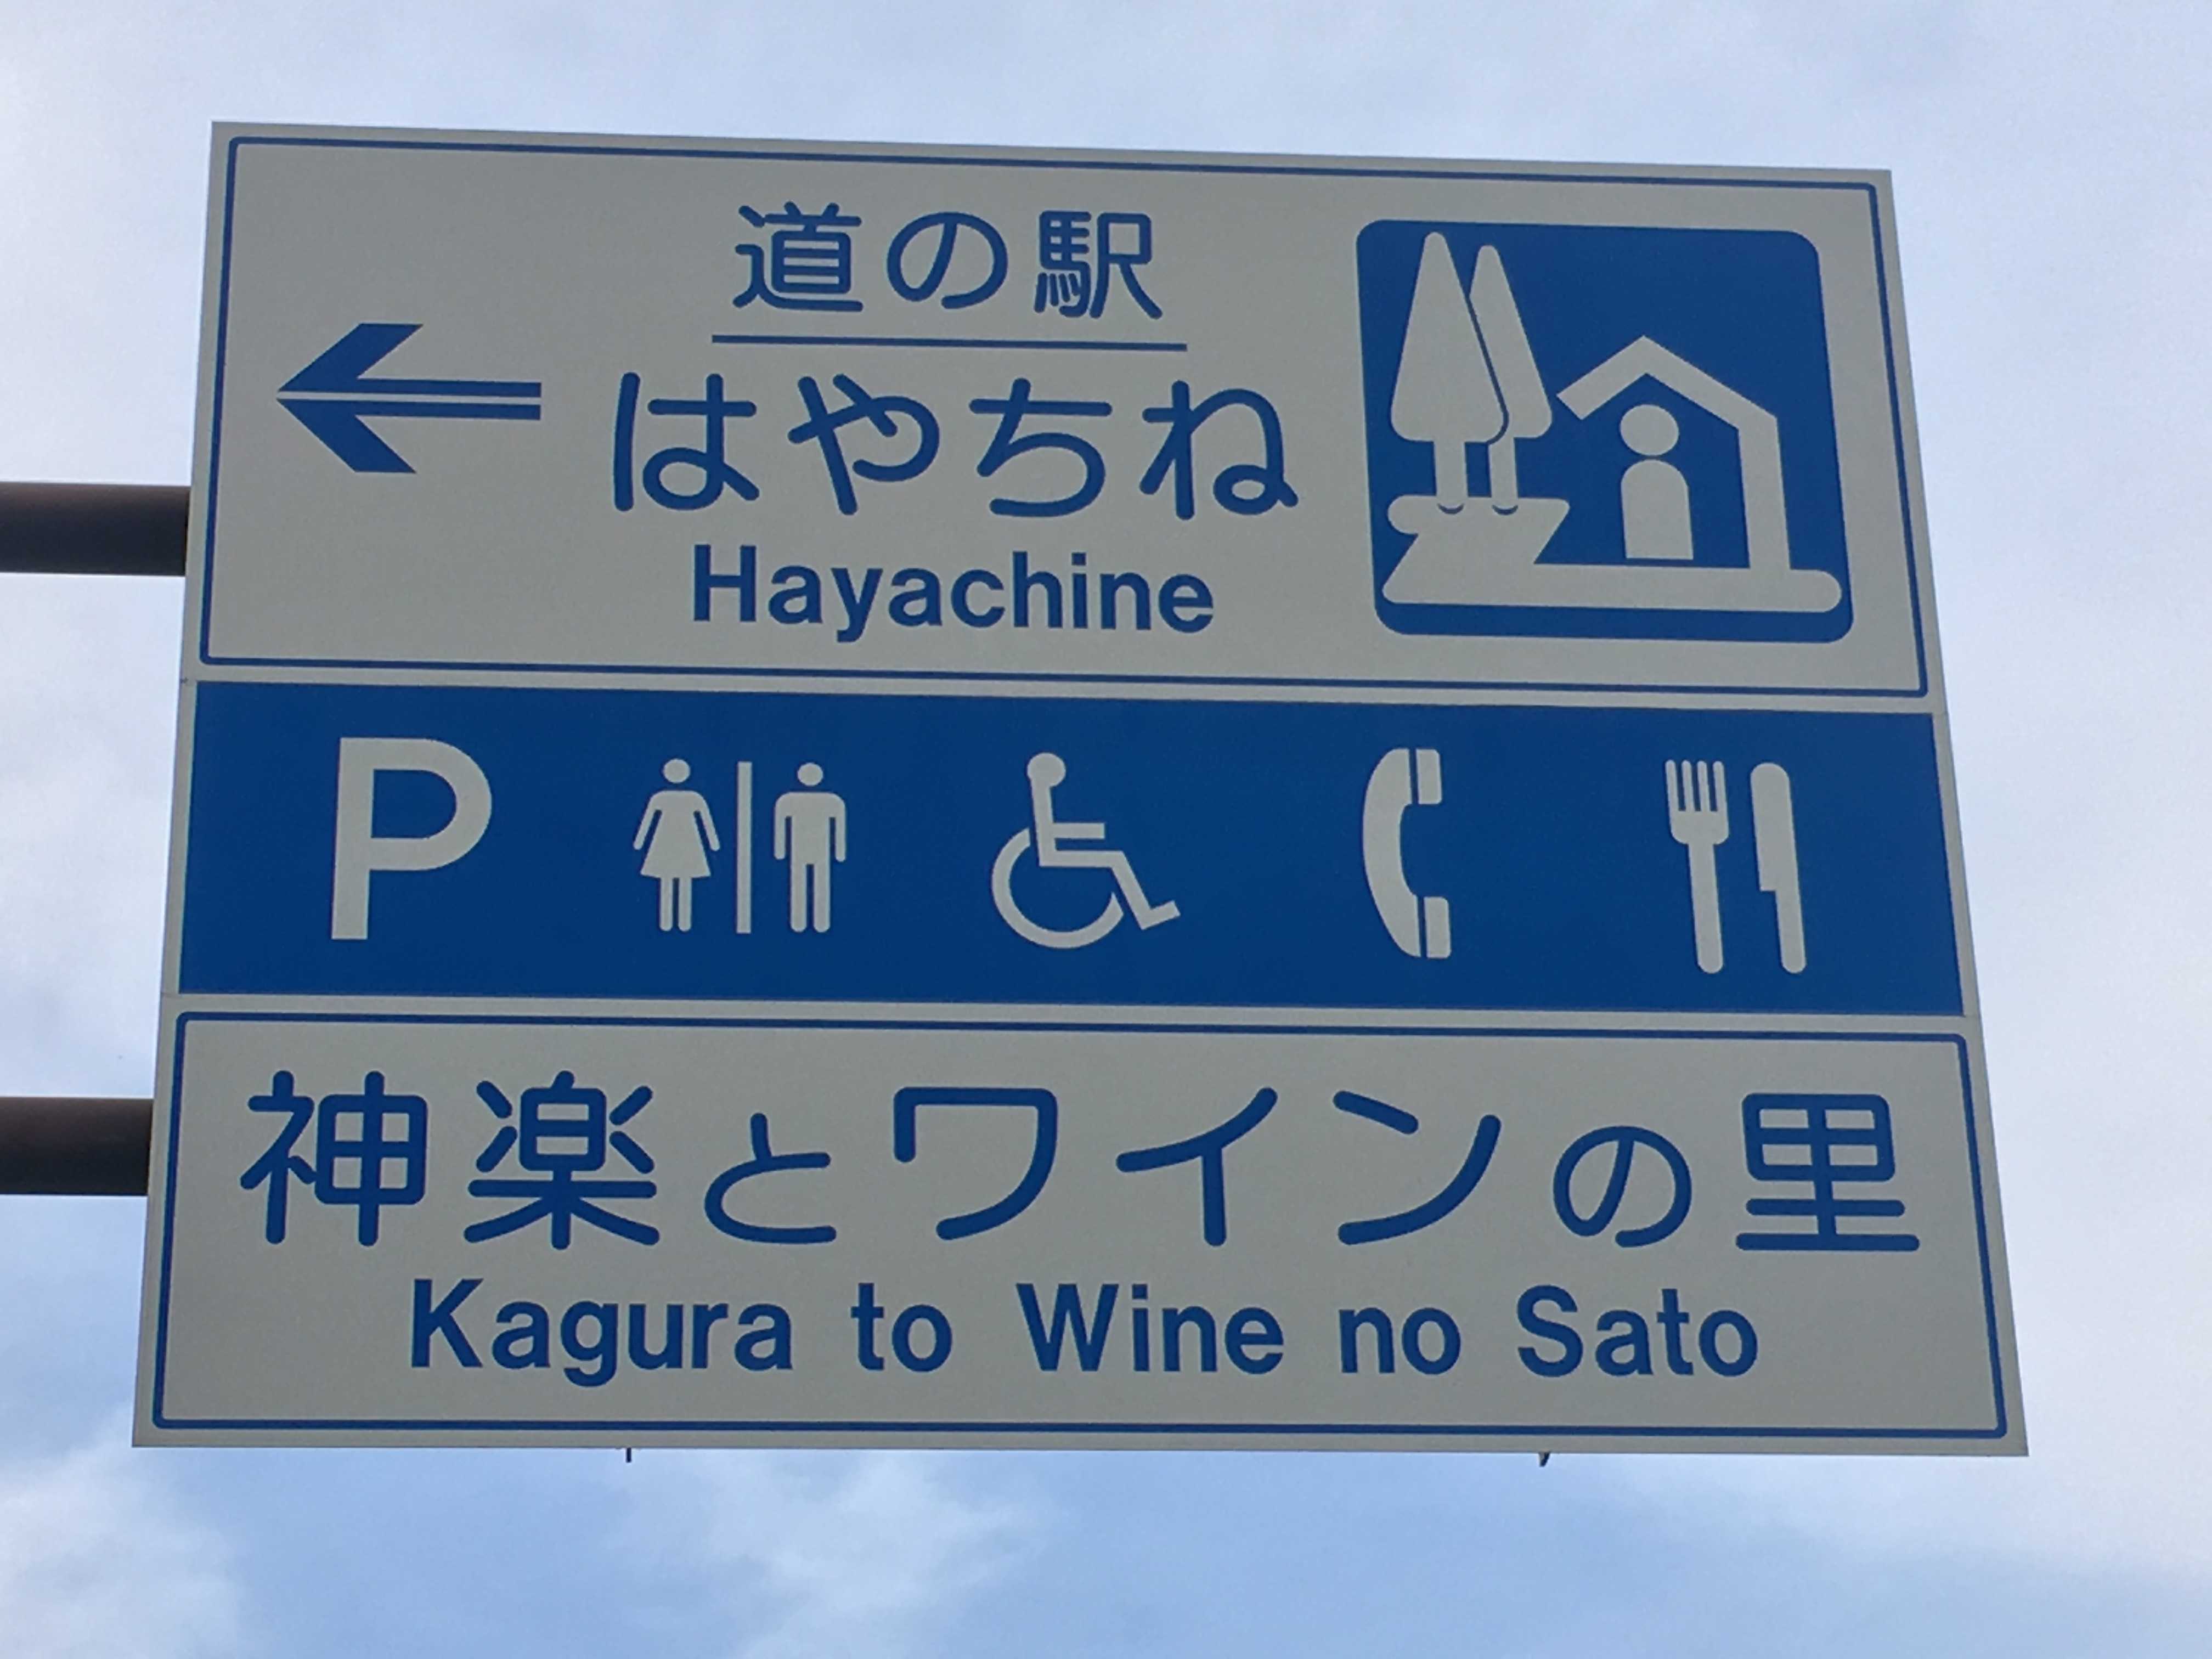 道の駅
はやちね
Hayachine
P
神楽とワインの里
Kagura to Wine no Sato